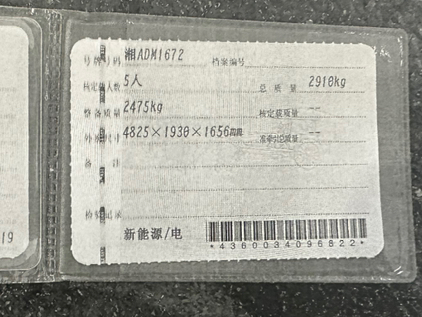 号牌号码 湘ADM1672 档案编号
核定载人数 5人 总质量 2910kg
整备质量 2475kg 核定载质量 --
外廓尺寸 4825×1930×1656mm 准牵引总质量 --
备注
检验记录
新能源/电
*4360034096822*
19